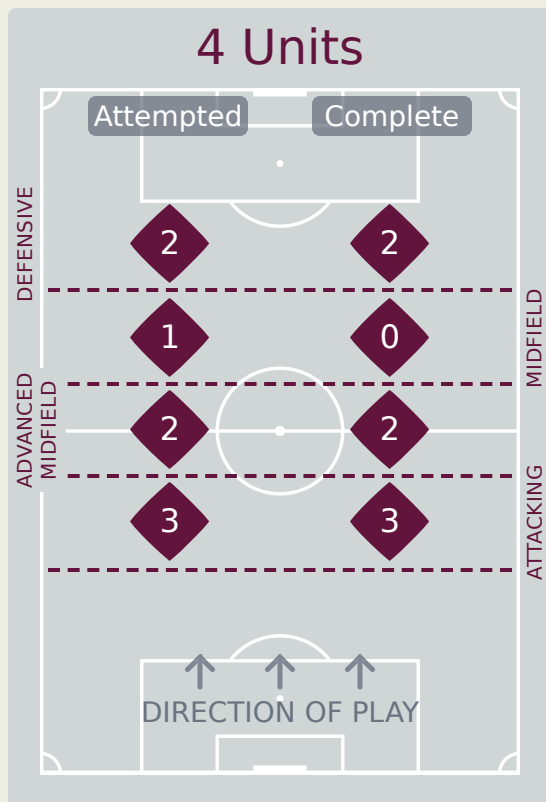 4 Units
Attempted
Complete
DEFENSIVE
2
2
MIDFIELD
1
0
ADVANCED
MIDFIELD
2
2
ATTACKING
3
3
DIRECTION OF PLAY